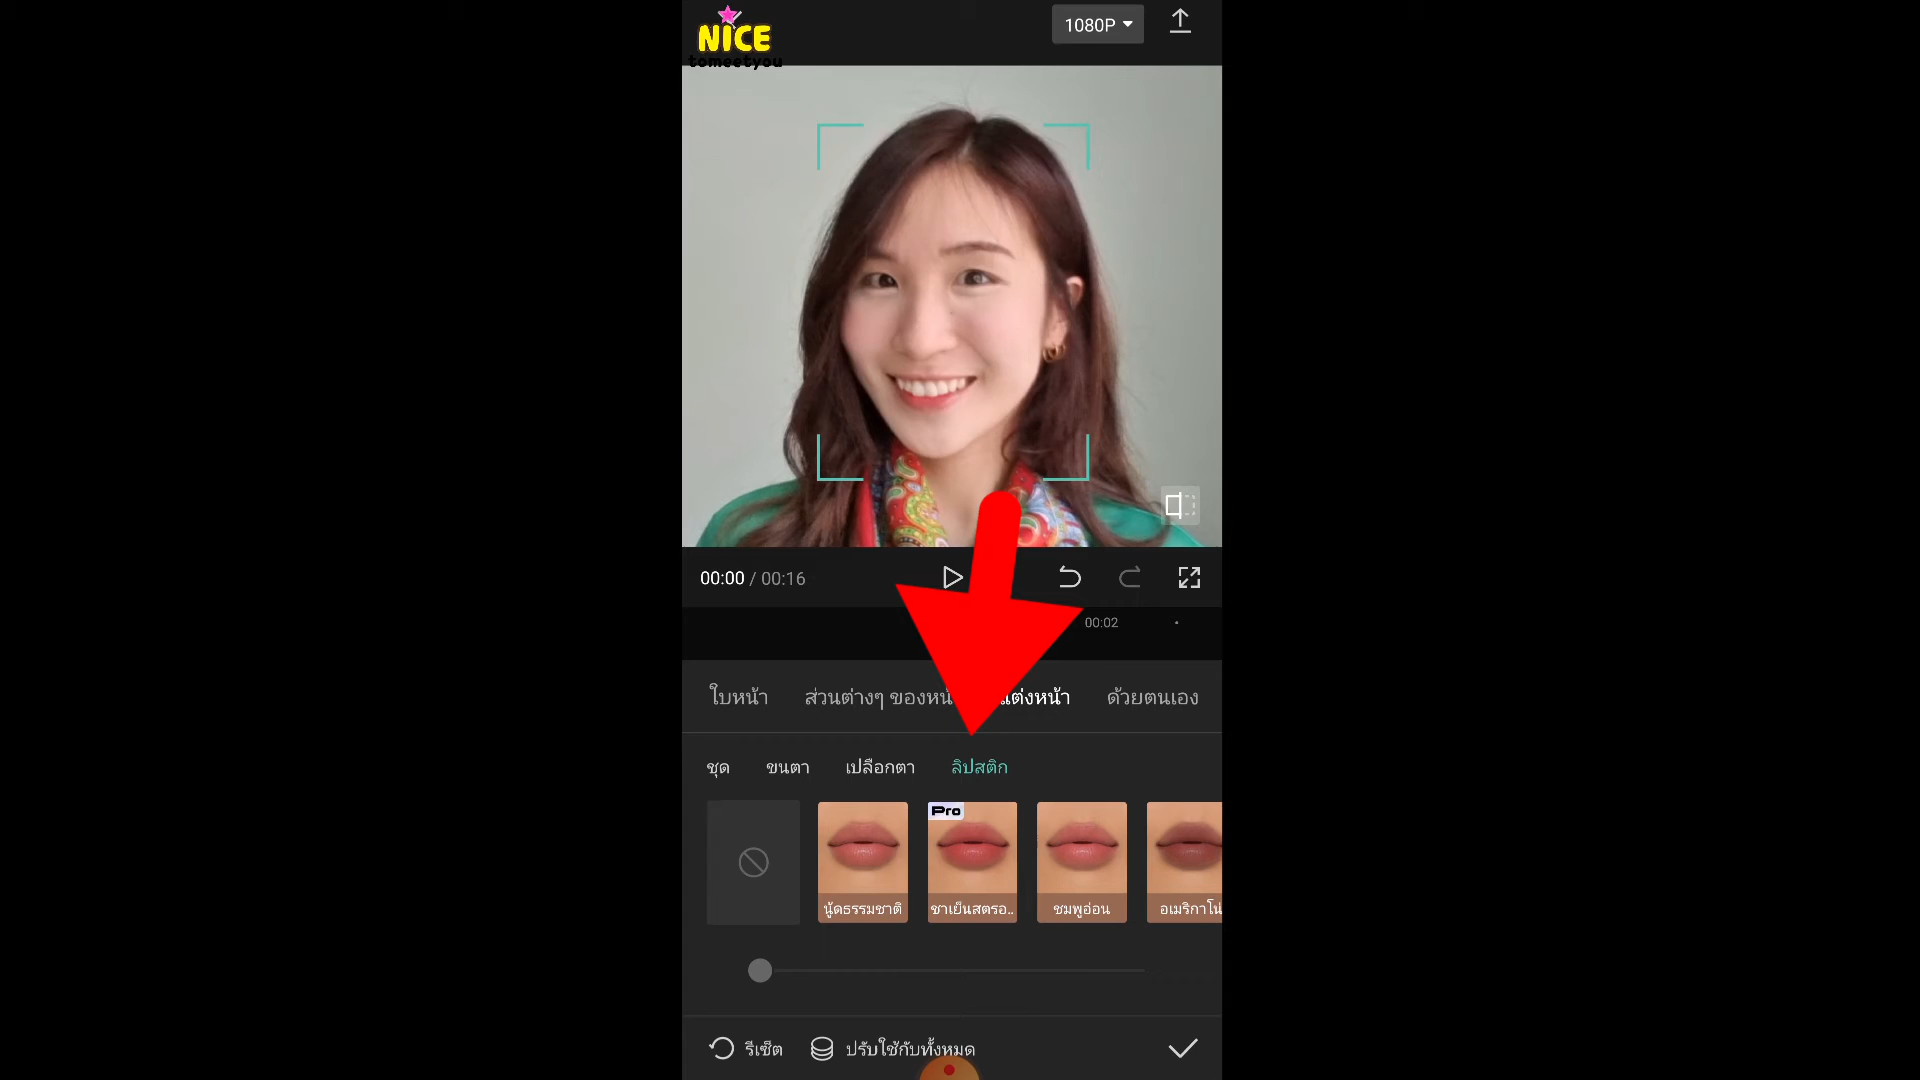 NICE
tomeetyou
1080P
00:00 / 00:16
00:02
ใบหน้า ส่วนต่างๆ ของหน้ แต่งหน้า ด้วยตนเอง
ชุด ขนตา เปลือกตา ลิปสติก
Pro
นู้ดธรรมชาติ ชาเย็นสตรอ.. ชมพูอ่อน อเมริกาโน่
รีเซ็ต ปรับใช้กับทั้งหมด